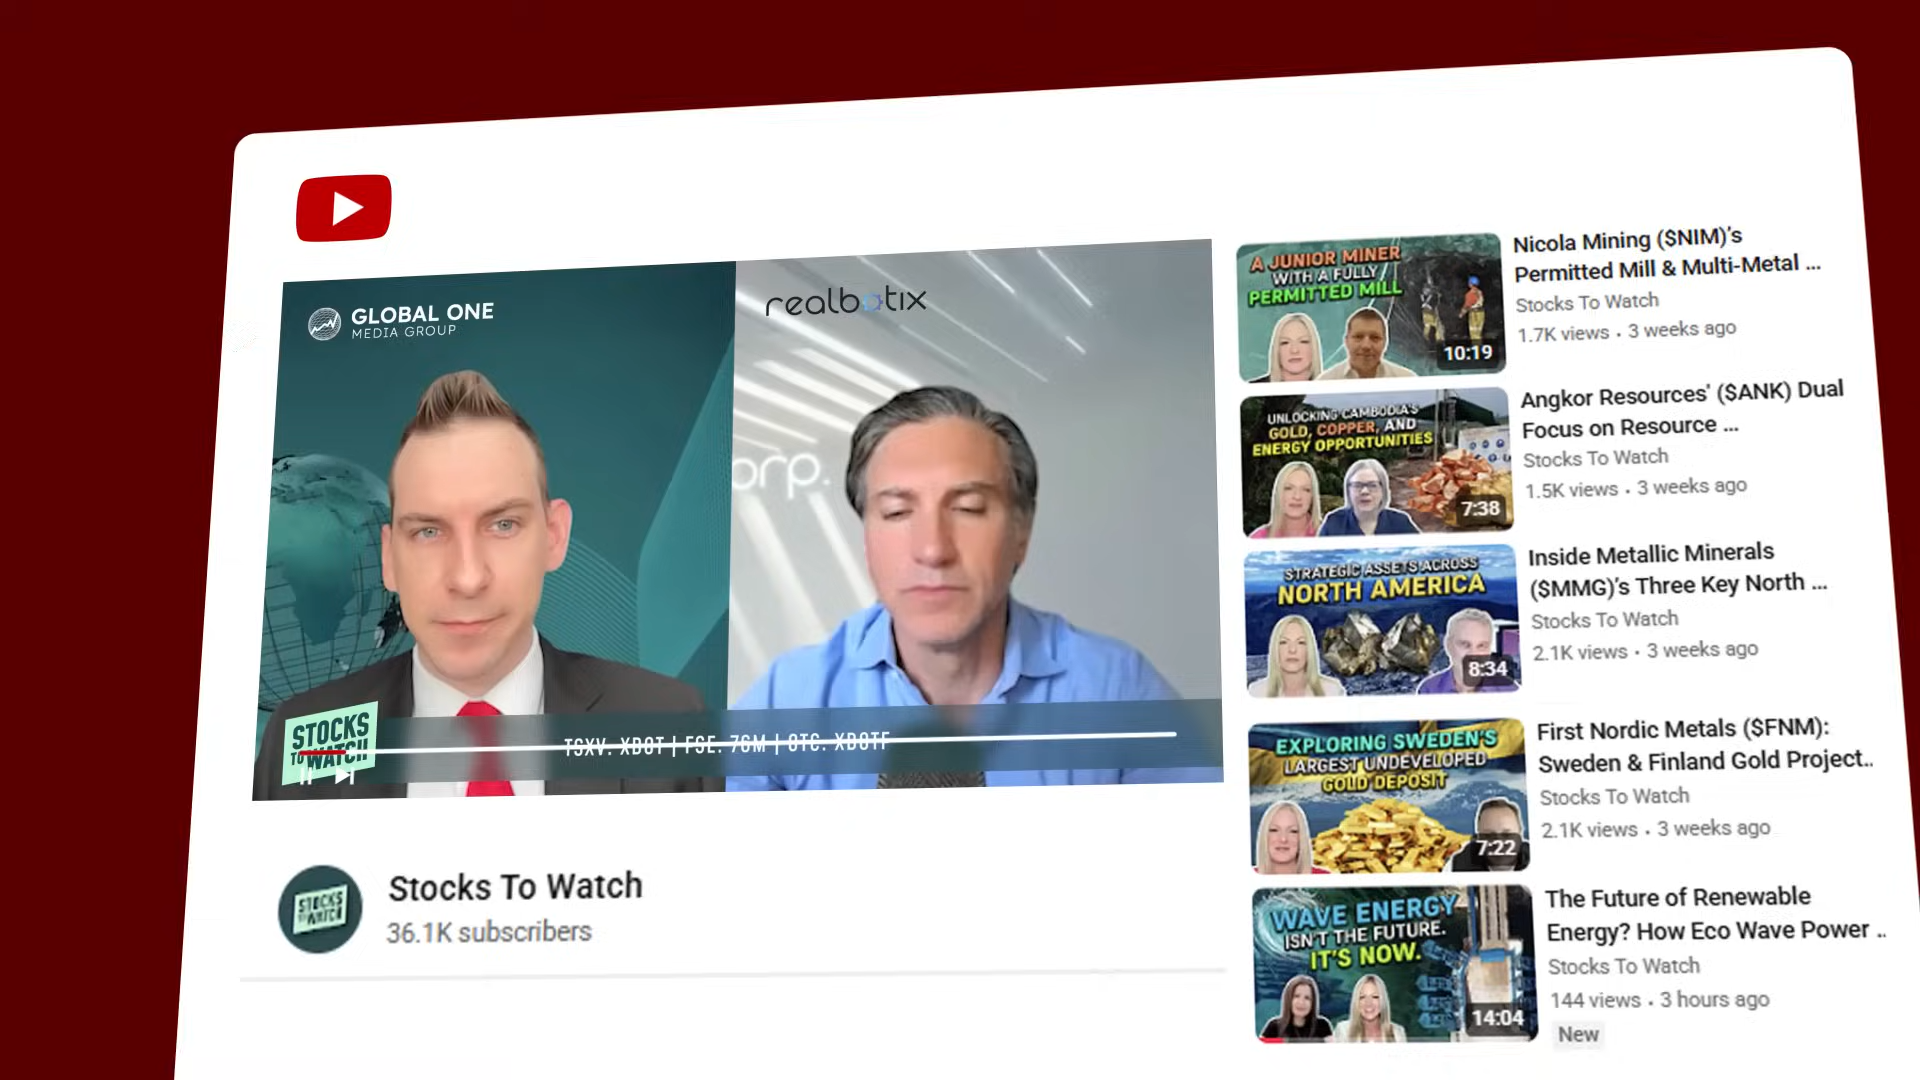 GLOBAL ONE
MEDIA GROUP
realbotix
orp.
STOCKS
TO WATCH
TSXV: XBOT | FSE: 76M | OTC: XBOTF
Stocks To Watch
36.1K subscribers
STOCKS
TO WATCH
A JUNIOR MINER
WITH A FULLY
PERMITTED MILL
10:19
Nicola Mining ($NIM)'s
Permitted Mill & Multi-Metal ...
Stocks To Watch
1.7K views • 3 weeks ago
UNLOCKING CAMBODIA'S
GOLD, COPPER, AND
ENERGY OPPORTUNITIES
7:38
Angkor Resources' ($ANK) Dual
Focus on Resource ...
Stocks To Watch
1.5K views • 3 weeks ago
STRATEGIC ASSETS ACROSS
NORTH AMERICA
8:34
Inside Metallic Minerals
($MMG)'s Three Key North ...
Stocks To Watch
2.1K views • 3 weeks ago
EXPLORING SWEDEN'S
LARGEST UNDEVELOPED
GOLD DEPOSIT
7:22
First Nordic Metals ($FNM):
Sweden & Finland Gold Project..
Stocks To Watch
2.1K views • 3 weeks ago
WAVE ENERGY
ISN'T THE FUTURE.
IT'S NOW.
14:04
The Future of Renewable
Energy? How Eco Wave Power ..
Stocks To Watch
144 views • 3 hours ago
New